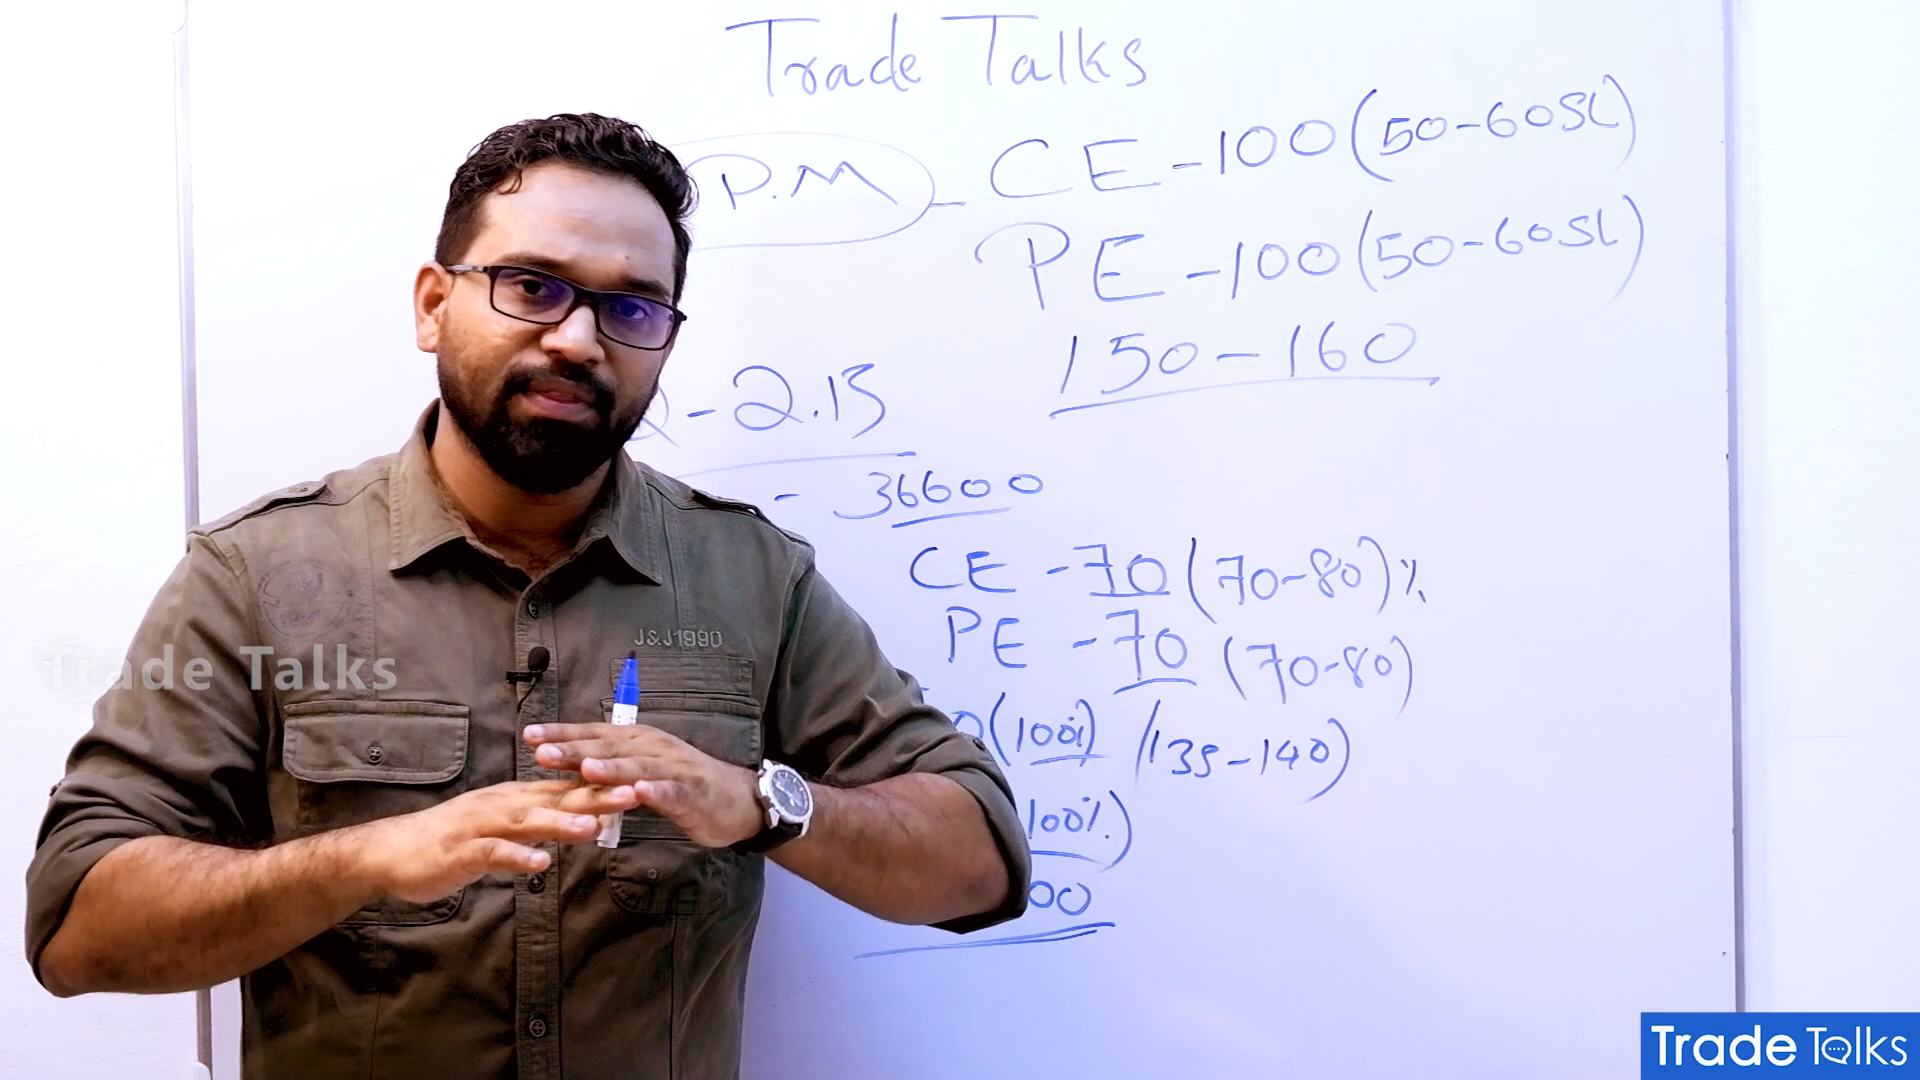 Trade Talks
P.M - CE - 100 (50-60SL)
PE - 100 (50-60SL)
150 - 160
- 2.15
- 36600
CE - 70 (70-80)%
PE - 70 (70-80)
0 (100%) (135-140)
100%)
00
J&J1990
Trade Talks
Trade Talks